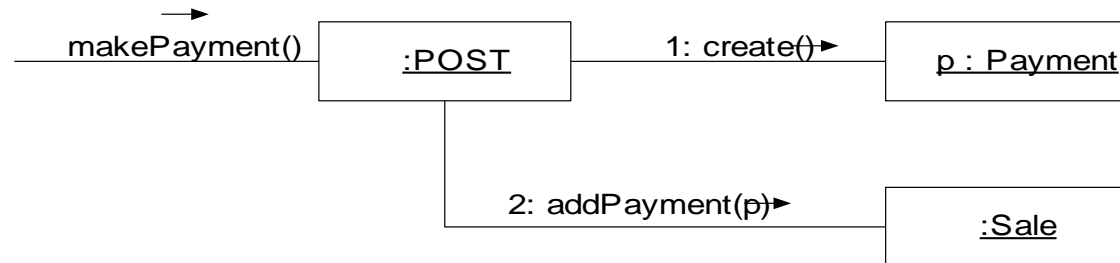 makePayment()
:POST
1: create()
p : Payment
2: addPayment(p)
:Sale